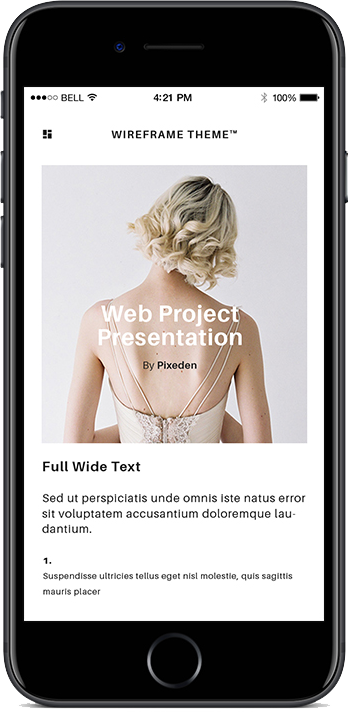 BELL 4:21 PM 100%
WIREFRAME THEME™
Web Project
Presentation
By Pixeden
Full Wide Text
Sed ut perspiciatis unde omnis iste natus error
sit voluptatem accusantium doloremque lau-
dantium.
1.
Suspendisse ultricies tellus eget nisl molestie, quis sagittis
mauris placer